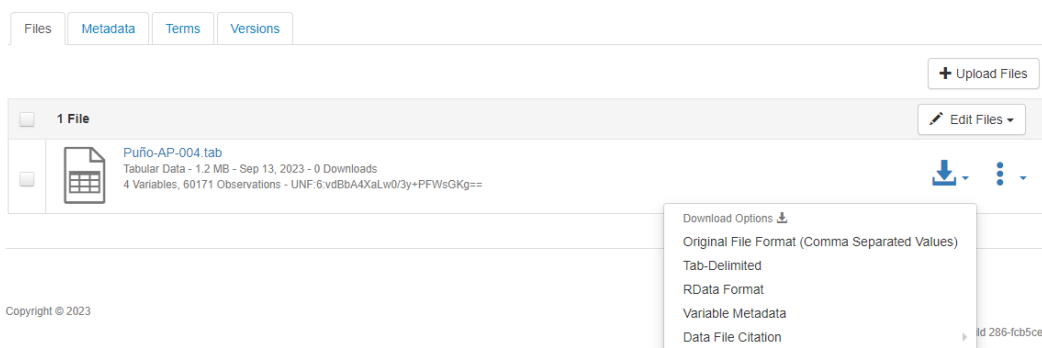 Files Metadata Terms Versions
+ Upload Files
1 File
Edit Files
Puño-AP-004.tab
Tabular Data - 1.2 MB - Sep 13, 2023 - 0 Downloads
4 Variables, 60171 Observations - UNF:6:vdBbA4XaLw0/3y+PFWsGKg==
Download Options
Original File Format (Comma Separated Values)
Tab-Delimited
RData Format
Variable Metadata
Data File Citation
Copyright © 2023
286-fcb5ce